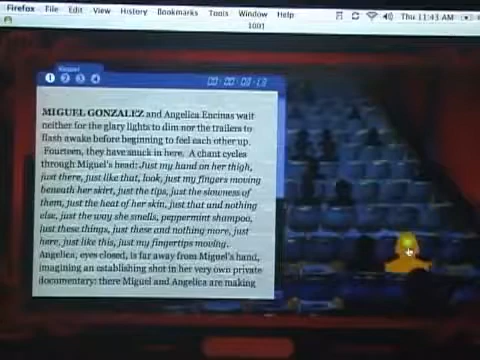 Firefox File Edit View History Bookmarks Tools Window Help Thu 11:43 AM
1001
1 2 3 4
MIGUEL GONZALEZ and Angelica Encinas wait
neither for the glary lights to dim nor the trailers to
flash awake before beginning to feel each other up.
Fourteen, they have snuck in here. A chant cycles
through Miguel's head: Just my hand on her thigh,
just there, just like that, look, just my fingers moving
beneath her skirt, just the tips, just the slowness of
them, just the heat of her skin, just that and nothing
else, just the way she smells, peppermint shampoo,
just these things, just these and nothing more, just
here, just like this, just my fingertips moving.
Angelica, eyes closed, is far away from Miguel's hand,
imagining an establishing shot in her very own private
documentary: there Miguel and Angelica are making